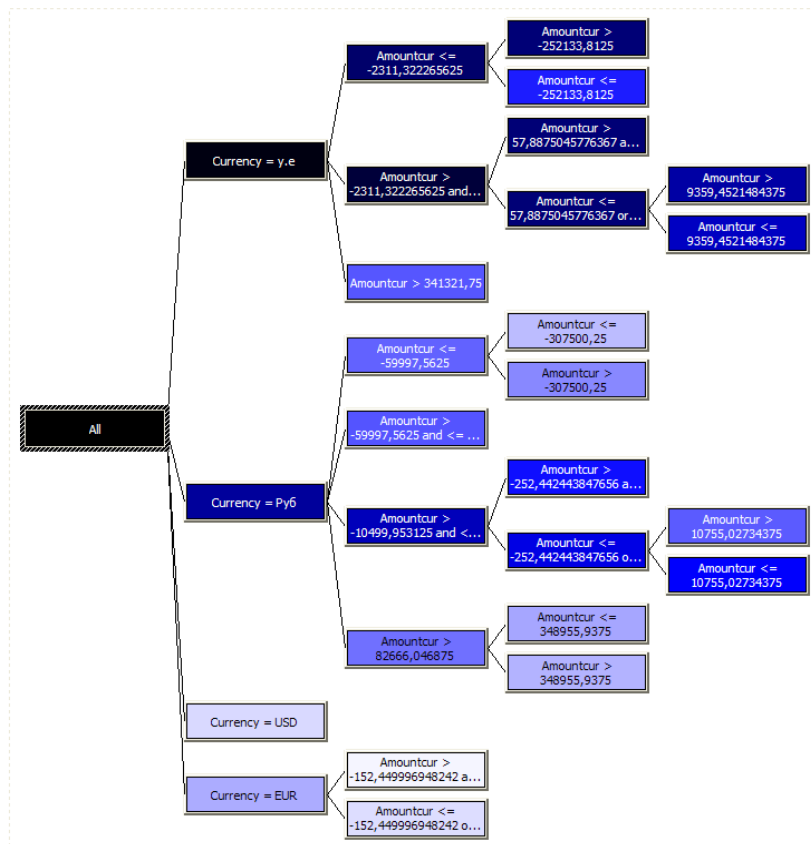 Amountcur <=
-2311,322265625
Amountcur >
-252133,8125
Amountcur <=
-252133,8125
Currency = y.e
Amountcur >
-2311,322265625 and...
Amountcur >
57,8875045776367 a...
Amountcur <=
57,8875045776367 or...
Amountcur >
9359,4521484375
Amountcur <=
9359,4521484375
Amountcur > 341321,75
All
Currency = Руб
Amountcur <=
-59997,5625
Amountcur <=
-307500,25
Amountcur >
-307500,25
Amountcur >
-59997,5625 and <= ...
Amountcur >
-10499,953125 and <...
Amountcur >
-252,442443847656 a...
Amountcur <=
-252,442443847656 o...
Amountcur >
10755,02734375
Amountcur <=
10755,02734375
Amountcur >
82666,046875
Amountcur <=
348955,9375
Amountcur >
348955,9375
Currency = USD
Currency = EUR
Amountcur >
-152,449996948242 a...
Amountcur <=
-152,449996948242 o...